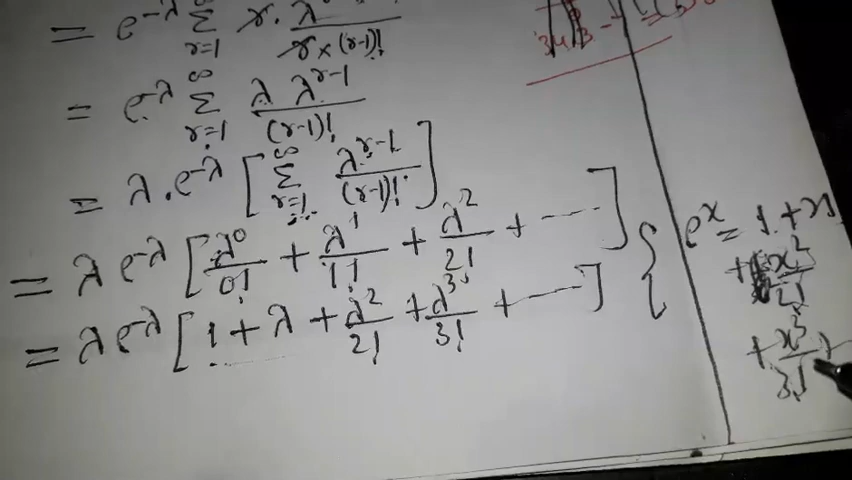 = e^{-λ} ∞Σ_{r=1} r · λ / r×(r-1)!
= e^{-λ} ∞Σ_{r=1} λ λ^{r-1} / (r-1)!
= λ · e^{-λ} [ ∞Σ_{r=1} λ^{r-1} / (r-1)! ]
= λ e^{-λ} [ λ^0/0! + λ^1/1! + λ^2/2! + ---- ]
= λ e^{-λ} [ 1 + λ + λ^2/2! + λ^3/3! + ---- ]
{ e^x = 1 + x
+ x^2/2!
+ x^3/3! +